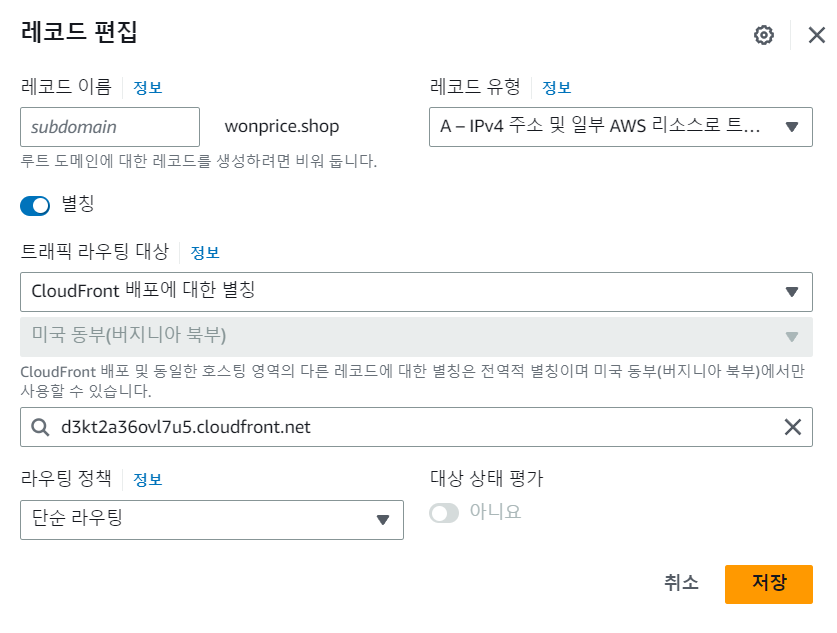 레코드 편집
레코드 이름 정보
subdomain wonprice.shop
루트 도메인에 대한 레코드를 생성하려면 비워 둡니다.
레코드 유형 정보
A – IPv4 주소 및 일부 AWS 리소스로 트...
별칭
트래픽 라우팅 대상 정보
CloudFront 배포에 대한 별칭
미국 동부(버지니아 북부)
CloudFront 배포 및 동일한 호스팅 영역의 다른 레코드에 대한 별칭은 전역적 별칭이며 미국 동부(버지니아 북부)에서만
사용할 수 있습니다.
d3kt2a36ovl7u5.cloudfront.net
라우팅 정책 정보
단순 라우팅
대상 상태 평가
아니요
취소 저장